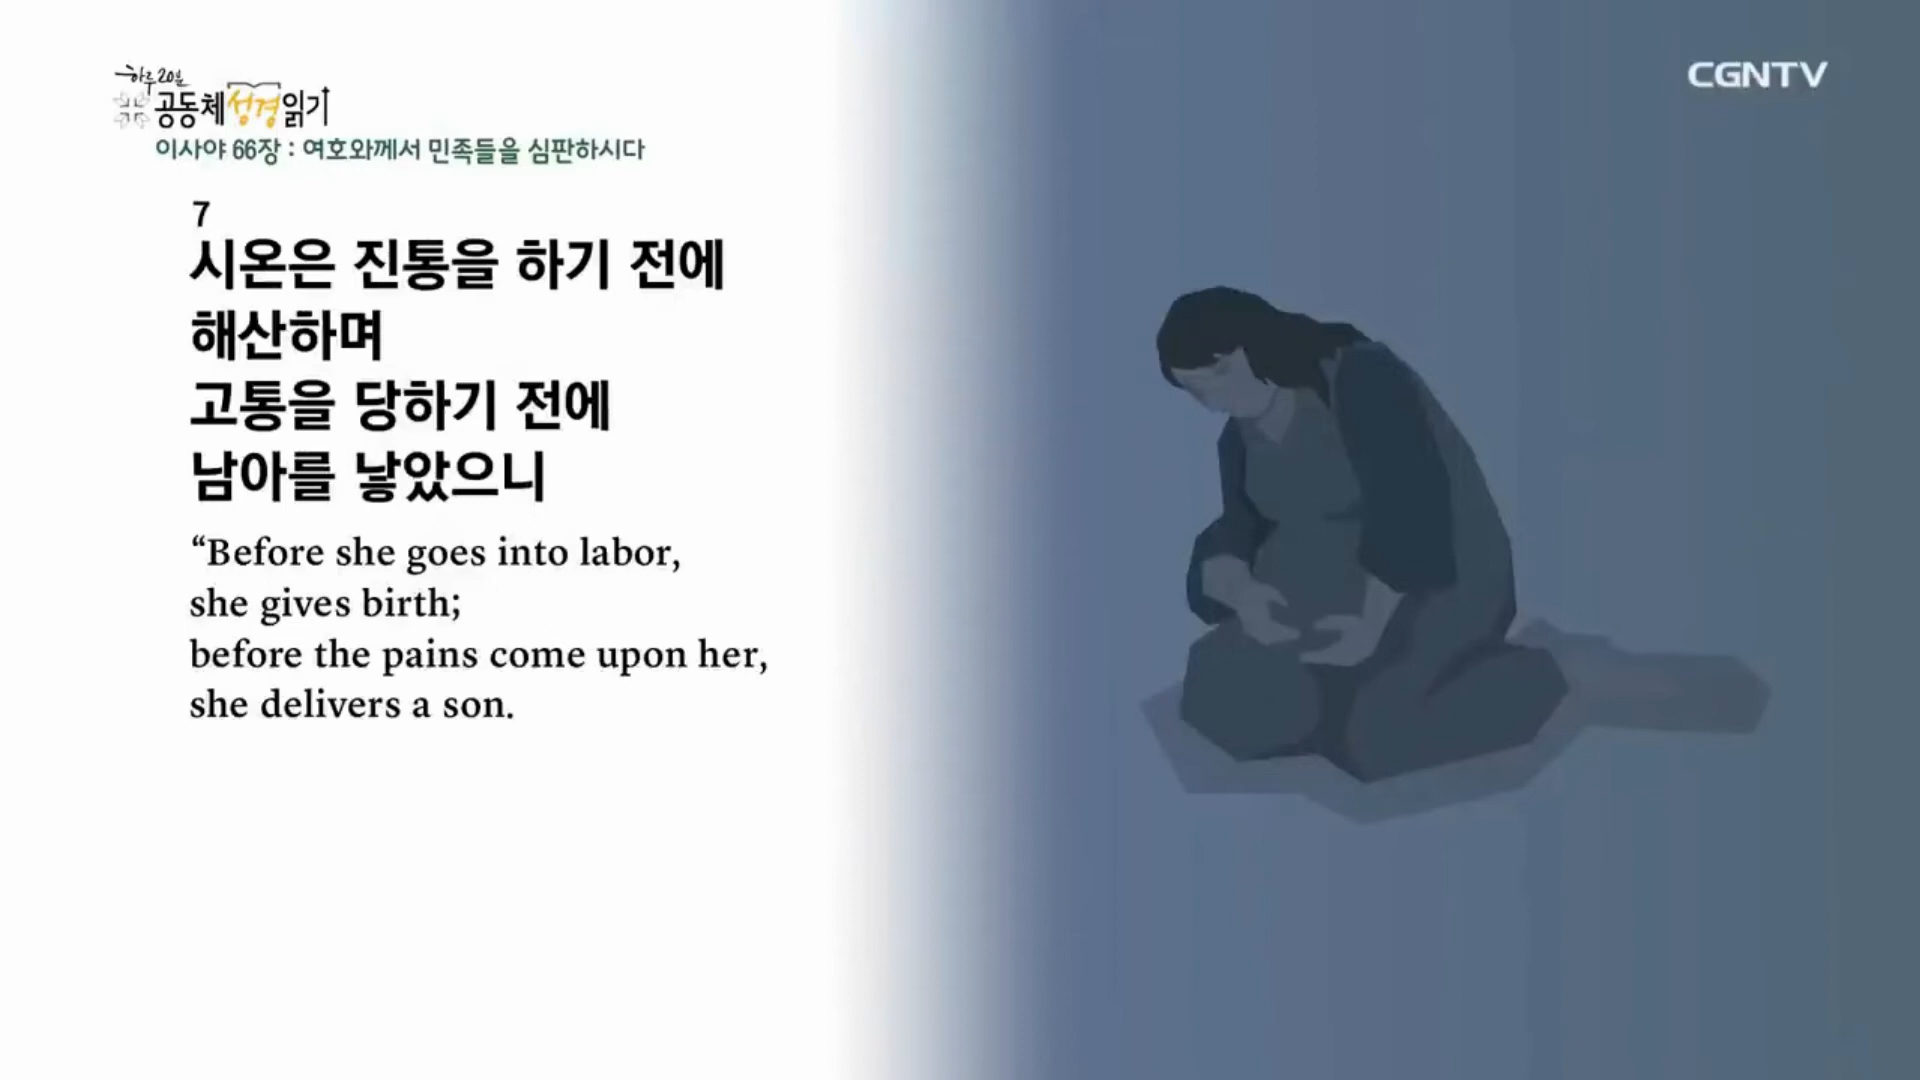 하루 20분
공동체성경읽기
CGNTV
이사야 66장 : 여호와께서 민족들을 심판하시다
7
시온은 진통을 하기 전에
해산하며
고통을 당하기 전에
남아를 낳았으니
“Before she goes into labor,
she gives birth;
before the pains come upon her,
she delivers a son.